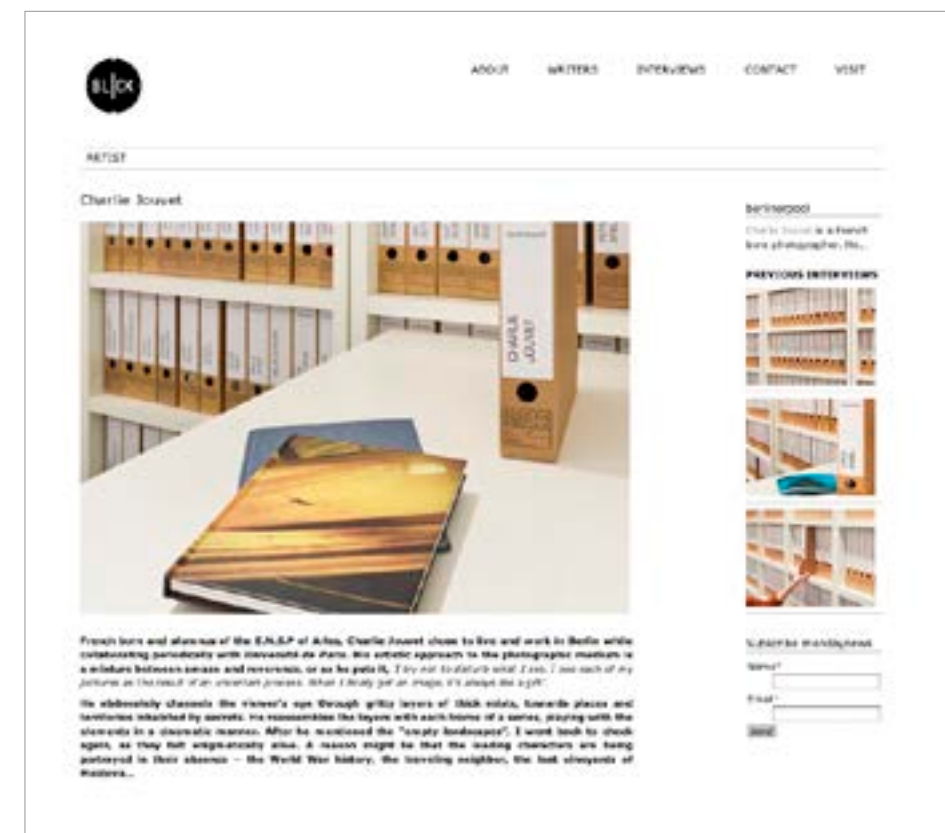 BLICK
ABOUT WRITERS INTERVIEWS CONTACT VISIT
ARTIST
Charlie Jouvet
berlinerpool
Charlie Jouvet is a French
born photographer. He...
PREVIOUS INTERVIEWS
CHARLIE
JOUVET
French born and alumnus of the E.N.S.P of Arles, Charlie Jouvet chose to live and work in Berlin while
collaborating periodically with Université de Paris. His artistic approach to the photographic medium is
a mixture between amaze and reverence, or as he puts it, I try not to disturb what I see. I see each of my
pictures as the result of an uncertain process. When I finally get an image, it's always like a gift".
He obstinately channels the viewer's eye through gritty layers of thick mists, towards places and
territories inhabited by secrets. He reassembles the layers with each frame of a series, playing with the
elements in a cinematic manner. After he mentioned the "empty landscapes", I went back to check
again, as they felt enigmatically alive. A reason might be that the leading characters are being
portrayed in their absence – the World War history, the traveling neighbor, the lost vineyards of
Moldova...
Subscribe mondaynews
Name*
Email*
send